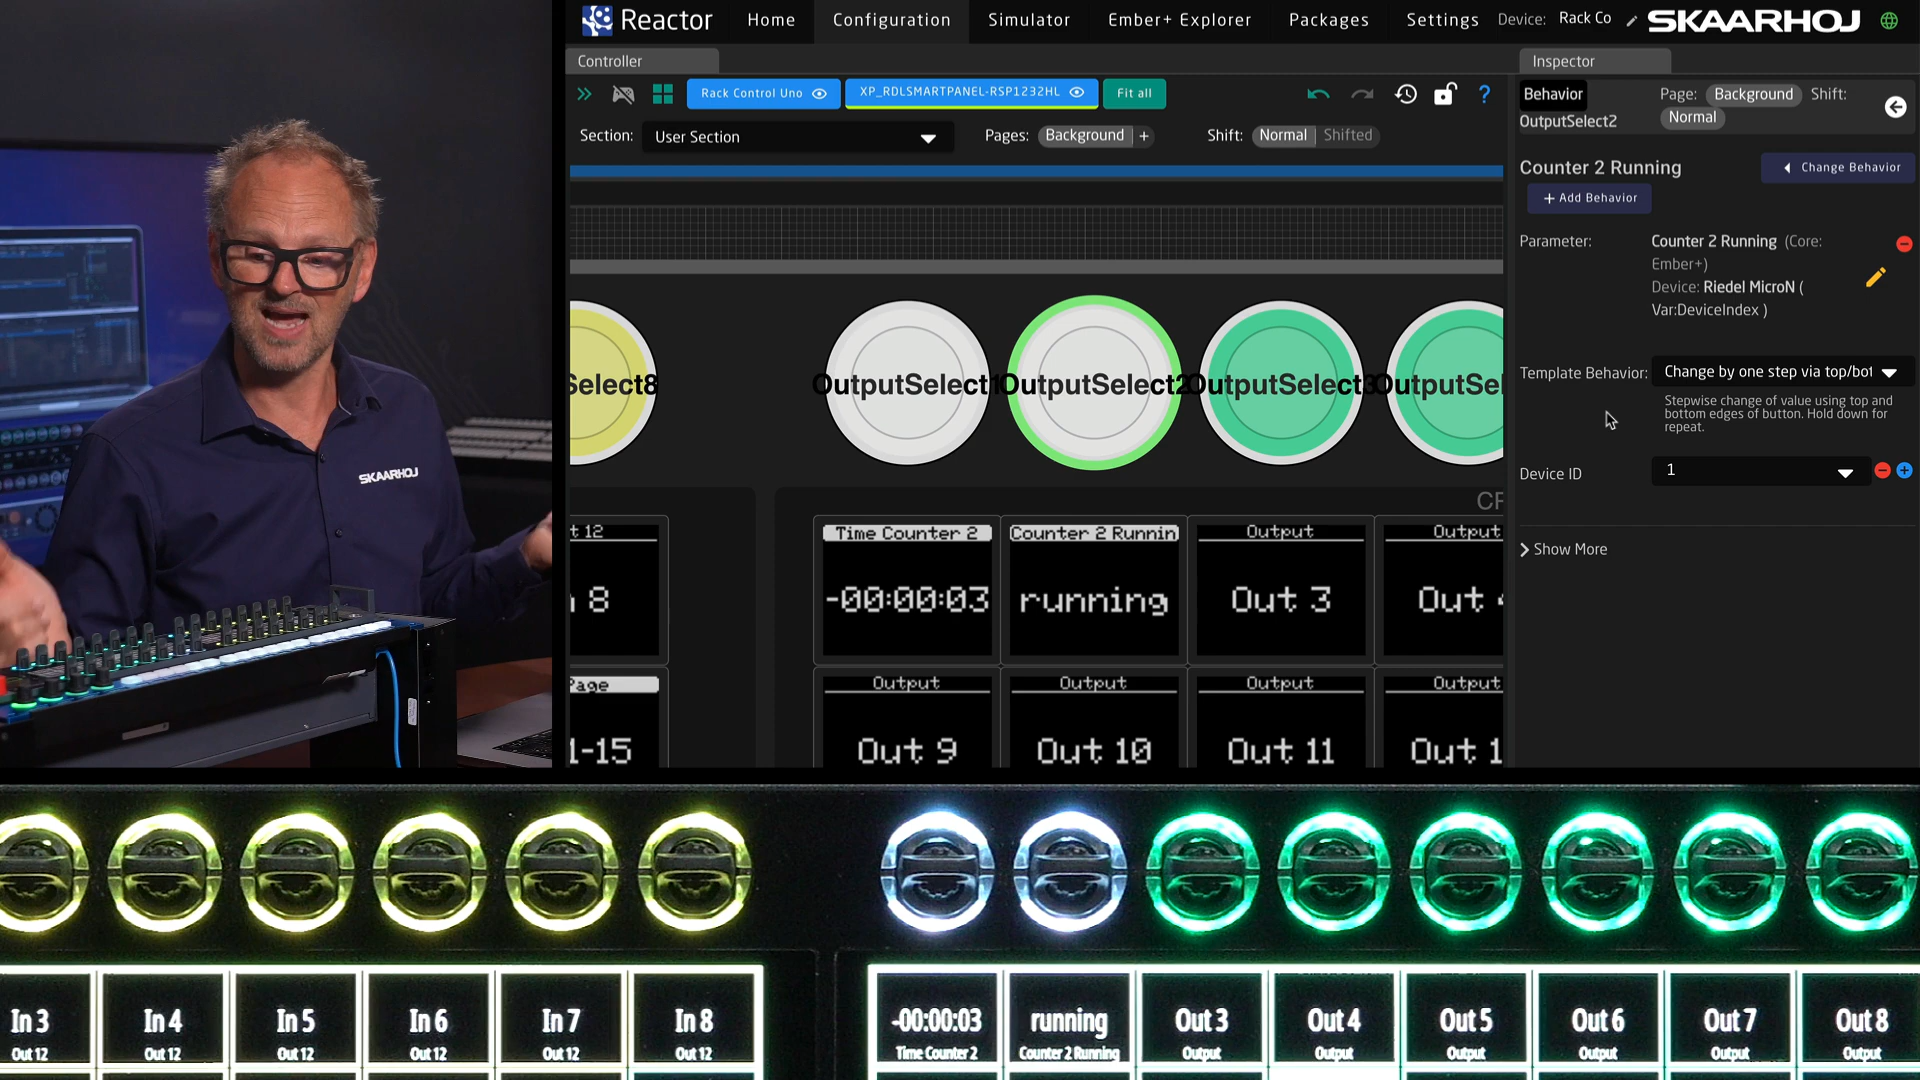 Reactor
Home
Configuration
Simulator
Ember+ Explorer
Packages
Settings
Device:
Rack Co
SKAARHOJ
Controller
Inspector
Rack Control Uno
XP_RDLSMARTPANEL-RSP1232HL
Fit all
?
Section:
User Section
Pages:
Background
+
Shift:
Normal
Shifted
Behavior
OutputSelect2
Page:
Background
Shift:
Normal
Counter 2 Running
Change Behavior
+ Add Behavior
Parameter:
Counter 2 Running (Core:
Ember+)
Device: Riedel MicroN (
Var:DeviceIndex )
Template Behavior:
Change by one step via top/bot
Stepwise change of value using top and
bottom edges of button. Hold down for
repeat.
Device ID
1
Show More
Select8
OutputSelect1
OutputSelect2
OutputSelect3
OutputSel
CF
t 12
8
Time Counter 2
-00:00:03
Counter 2 Runnin
running
Output
Out 3
Output
Out 4
Page
1-15
Output
Out 9
Output
Out 10
Output
Out 11
Output
Out 1
SKAARHOJ
In 3
Out 12
In 4
Out 12
In 5
Out 12
In 6
Out 12
In 7
Out 12
In 8
Out 12
-00:00:03
Time Counter 2
running
Counter 2 Running
Out 3
Output
Out 4
Output
Out 5
Output
Out 6
Output
Out 7
Output
Out 8
Output